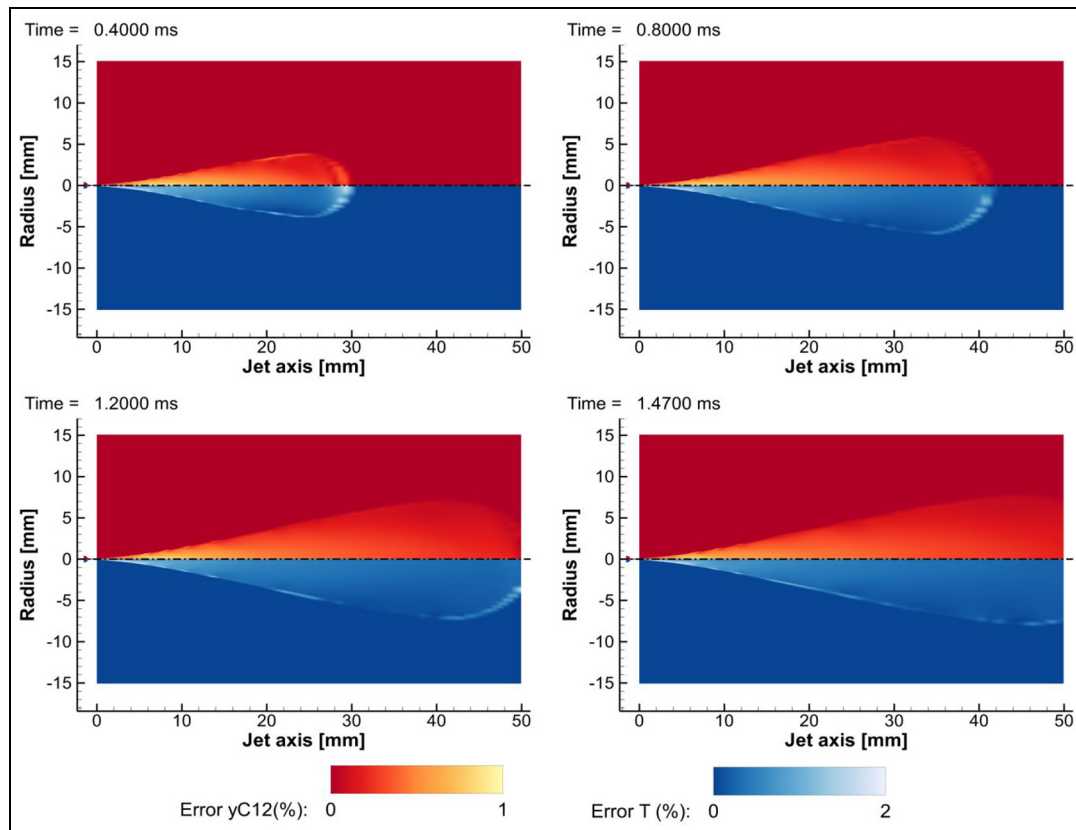 Time = 0.4000 ms
15
10
5
0
-5
-10
-15
Radius [mm]
0 10 20 30 40 50
Jet axis [mm]
Time = 0.8000 ms
15
10
5
0
-5
-10
-15
Radius [mm]
0 10 20 30 40 50
Jet axis [mm]
Time = 1.2000 ms
15
10
5
0
-5
-10
-15
Radius [mm]
0 10 20 30 40 50
Jet axis [mm]
Time = 1.4700 ms
15
10
5
0
-5
-10
-15
Radius [mm]
0 10 20 30 40 50
Jet axis [mm]
Error yC12(%): 0 1
Error T (%): 0 2